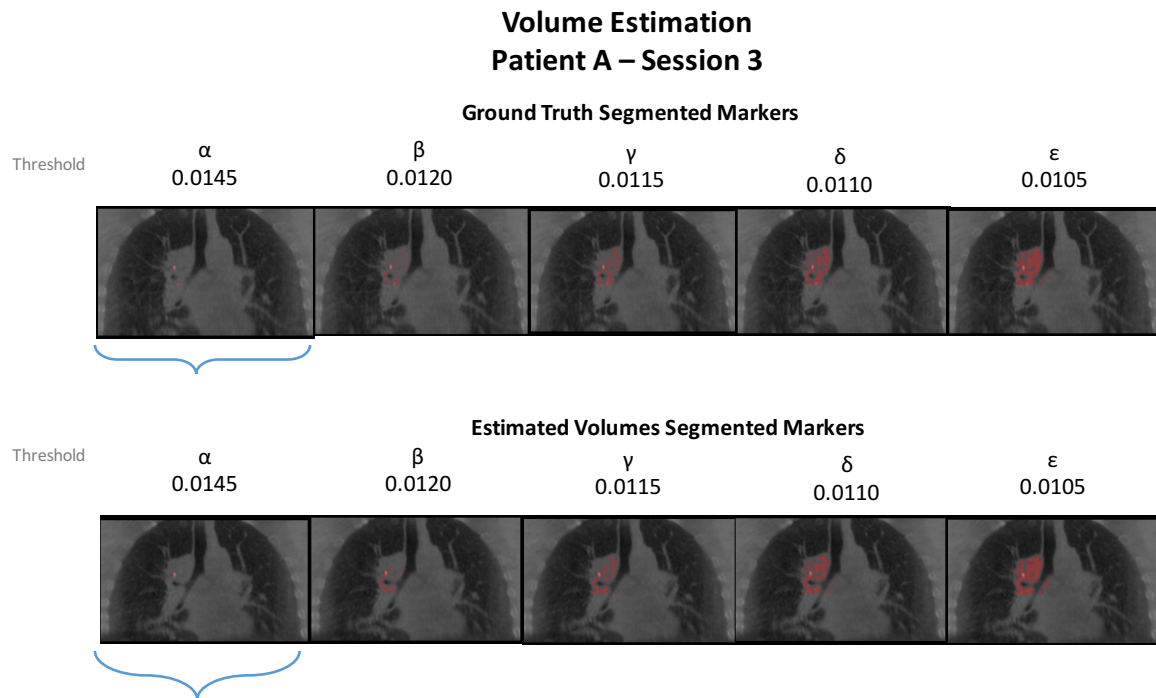 Volume Estimation
Patient A – Session 3
Ground Truth Segmented Markers
Threshold
α
β
γ
δ
ε
0.0145
0.0120
0.0115
0.0110
0.0105
Estimated Volumes Segmented Markers
Threshold
α
β
γ
δ
ε
0.0145
0.0120
0.0115
0.0110
0.0105